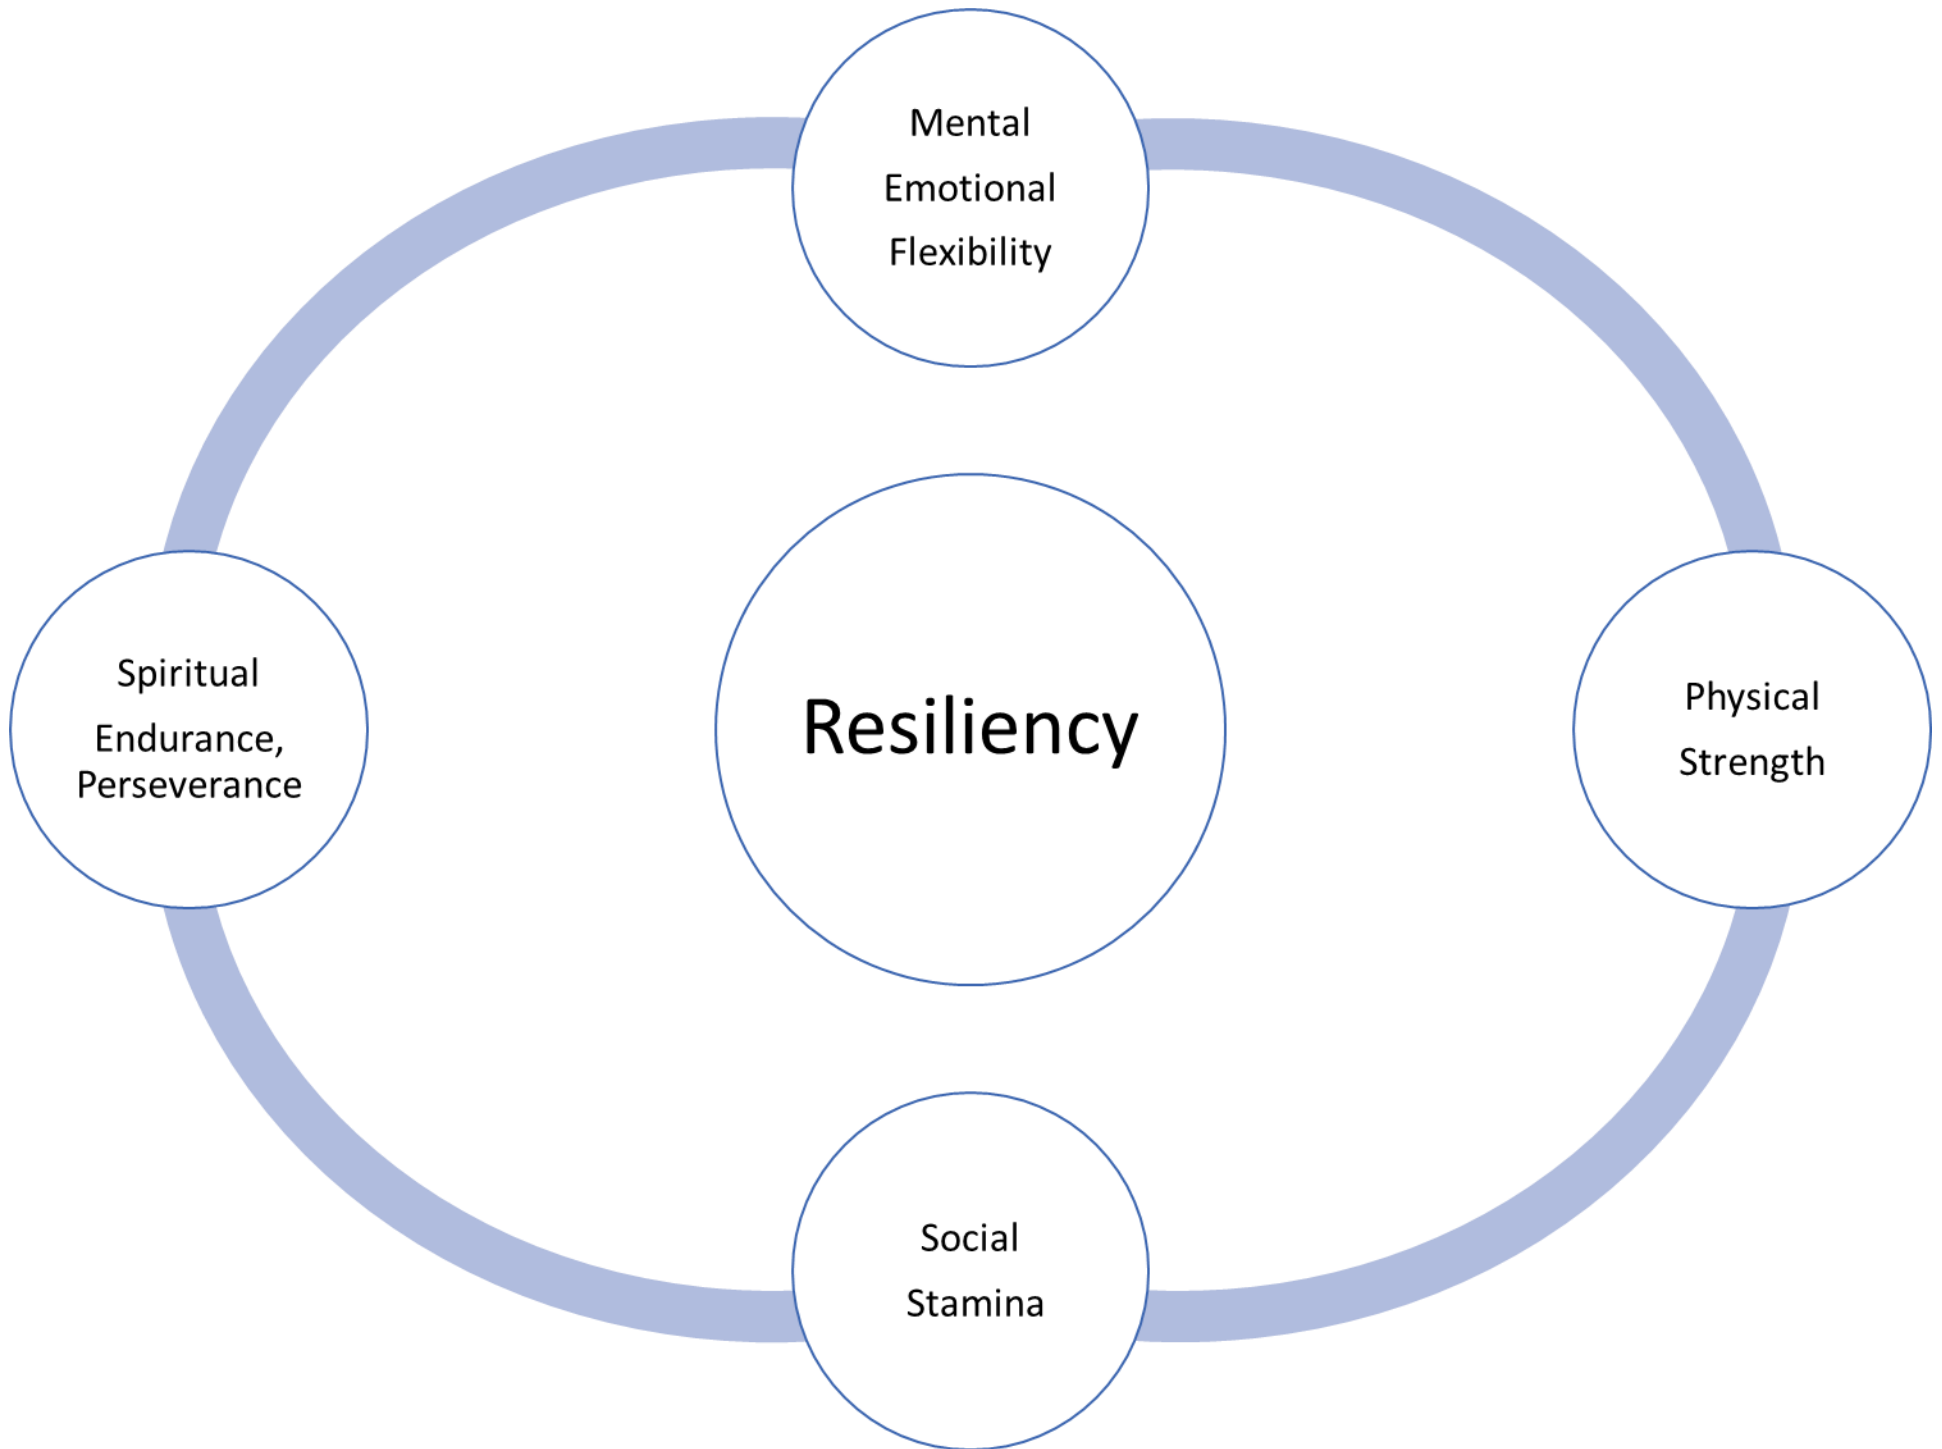 Mental
Emotional
Flexibility
Spiritual
Endurance,
Perseverance
Resiliency
Physical
Strength
Social
Stamina